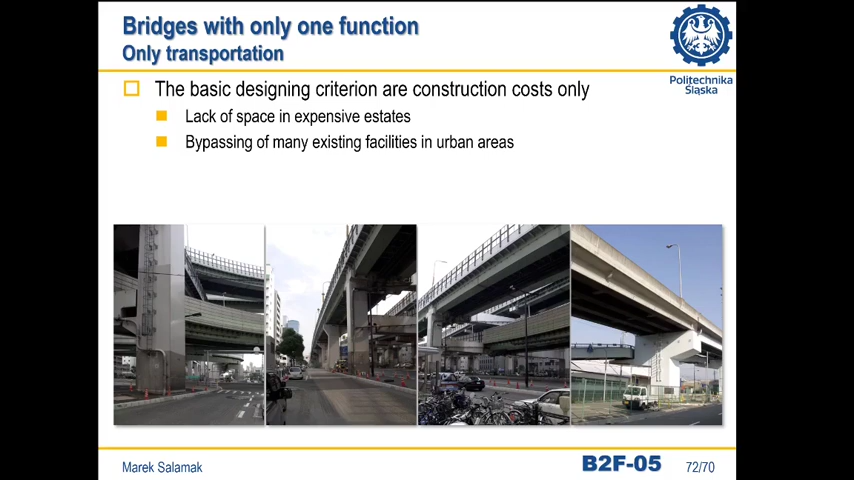 Bridges with only one function
Only transportation
Politechnika
Śląska
The basic designing criterion are construction costs only
Lack of space in expensive estates
Bypassing of many existing facilities in urban areas
Marek Salamak
B2F-05
72/70